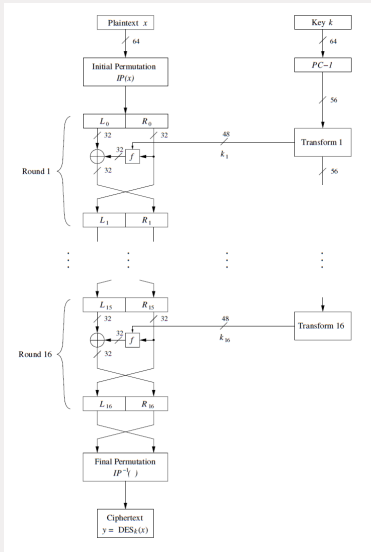 Plaintext x
Key k
64
64
Initial Permutation
IP(x)
PC−1
56
L0 R0
32 32
48
Transform 1
32
f
k1
32
56
Round 1
L1 R1
L15 R15
32 32
48
Transform 16
32
f
k16
32
Round 16
L16 R16
Final Permutation
IP⁻¹( )
Ciphertext
y = DESk(x)